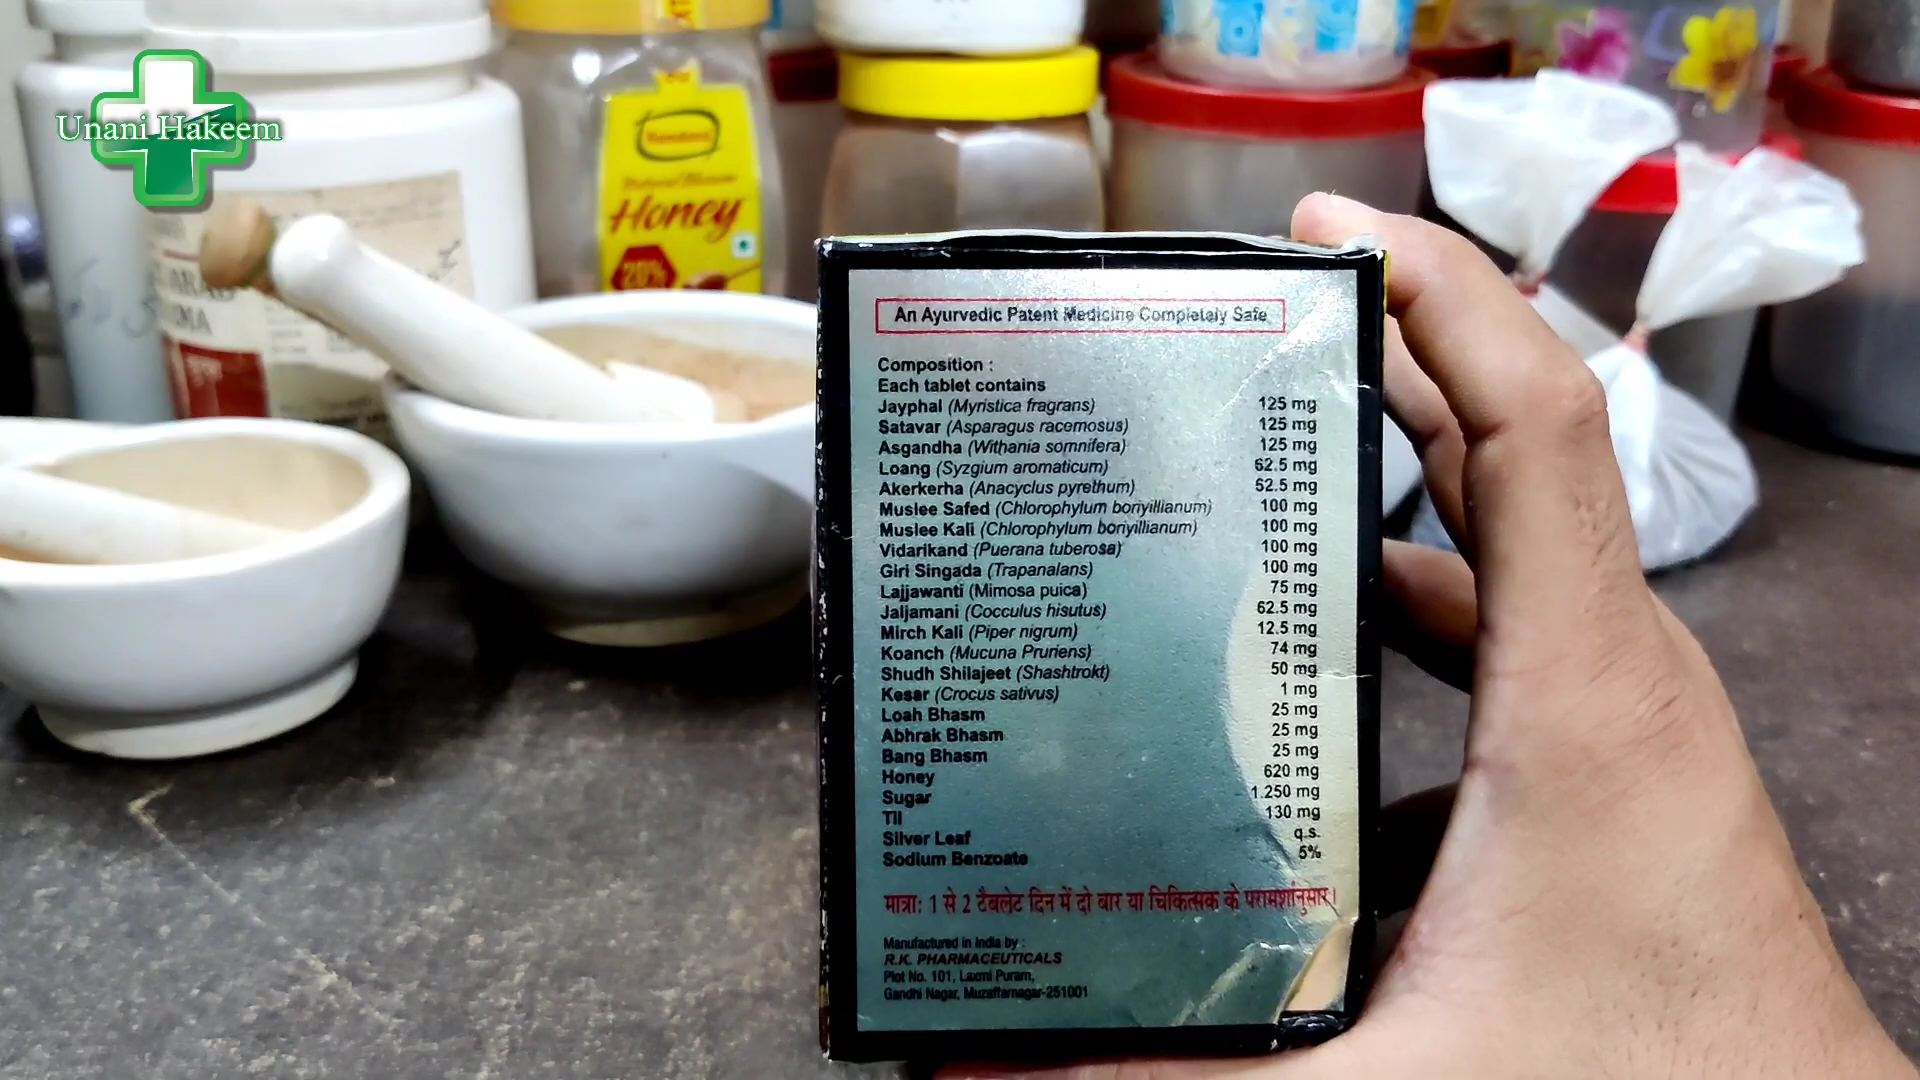 Unani Hakeem
Honey
20%
An Ayurvedic Patent Medicine Completely Safe
Composition :
Each tablet contains
Jayphal (Myristica fragrans) 125 mg
Satavar (Asparagus racemosus) 125 mg
Asgandha (Withania somnifera) 125 mg
Loang (Syzgium aromaticum) 62.5 mg
Akerkerha (Anacyclus pyrethum) 62.5 mg
Muslee Safed (Chlorophylum boriyillianum) 100 mg
Muslee Kali (Chlorophylum boriyillianum) 100 mg
Vidarikand (Puerana tuberosa) 100 mg
Giri Singada (Trapanalans) 100 mg
Lajjawanti (Mimosa puica) 75 mg
Jaljamani (Cocculus hisutus) 62.5 mg
Mirch Kali (Piper nigrum) 12.5 mg
Koanch (Mucuna Pruriens) 74 mg
Shudh Shilajeet (Shashtrokt) 50 mg
Kesar (Crocus sativus) 1 mg
Loah Bhasm 25 mg
Abhrak Bhasm 25 mg
Bang Bhasm 25 mg
Honey 620 mg
Sugar 1.250 mg
Til 130 mg
Silver Leaf q.s.
Sodium Benzoate 5%
मात्रा: 1 से 2 टैबलेट दिन में दो बार या चिकित्सक के परामर्शानुसार।
Manufactured in India by :
R.K. PHARMACEUTICALS
Plot No. 101, Laxmi Puram,
Gandhi Nagar, Muzaffarnagar-251001